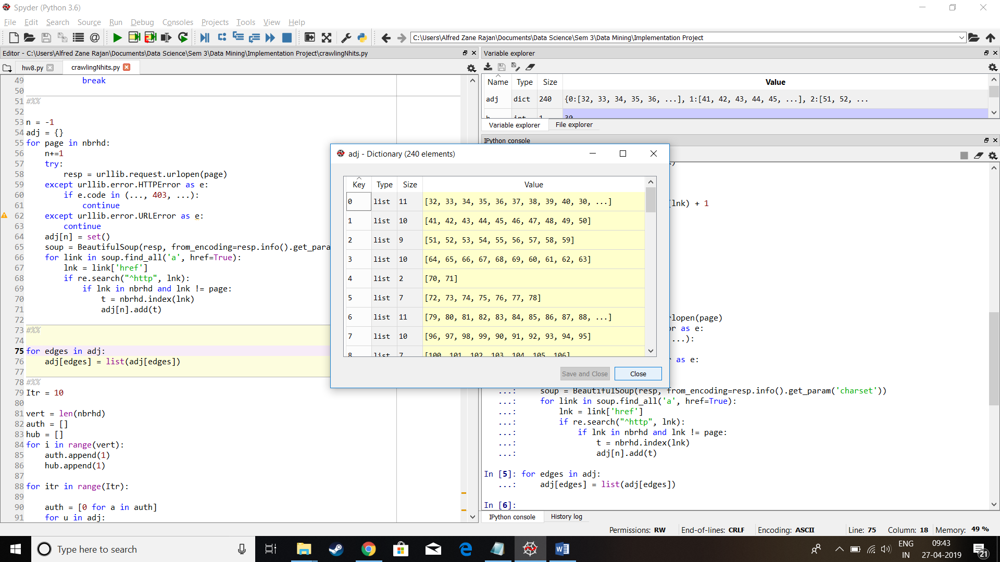 Spyder (Python 3.6)
File Edit Search Source Run Debug Consoles Projects Tools View Help
C:\Users\Alfred Zane Rajan\Documents\Data Science\Sem 3\Data Mining\Implementation Project
Editor - C:\Users\Alfred Zane Rajan\Documents\Data Science\Sem 3\Data Mining\Implementation Project\crawlingNhits.py
hw8.py crawlingNhits.py
49 break
50
51 #%%
52
53 n = -1
54 adj = {}
55 for page in nbrhd:
56 n+=1
57 try:
58 resp = urllib.request.urlopen(page)
59 except urllib.error.HTTPError as e:
60 if e.code in (..., 403, ...):
61 continue
62 except urllib.error.URLError as e:
63 continue
64 adj[n] = set()
65 soup = BeautifulSoup(resp, from_encoding=resp.info().get_para
66 for link in soup.find_all('a', href=True):
67 lnk = link['href']
68 if re.search("^http", lnk):
69 if lnk in nbrhd and lnk != page:
70 t = nbrhd.index(lnk)
71 adj[n].add(t)
72
73 #%%
74
75 for edges in adj:
76 adj[edges] = list(adj[edges])
77
78 #%%
79 Itr = 10
80
81 vert = len(nbrhd)
82 auth = []
83 hub = []
84 for i in range(vert):
85 auth.append(1)
86 hub.append(1)
87
88 for itr in range(Itr):
89
90 auth = [0 for a in auth]
91 for u in adj:
Variable explorer
Name Type Size Value
adj dict 240 {0:[32, 33, 34, 35, 36, ...], 1:[41, 42, 43, 44, 45, ...], 2:[51, 52, ...
b int 1 30
Variable explorer File explorer
IPython console
adj - Dictionary (240 elements)
Key Type Size Value
0 list 11 [32, 33, 34, 35, 36, 37, 38, 39, 40, 30, ...]
1 list 10 [41, 42, 43, 44, 45, 46, 47, 48, 49, 50]
2 list 9 [51, 52, 53, 54, 55, 56, 57, 58, 59]
3 list 10 [64, 65, 66, 67, 68, 69, 60, 61, 62, 63]
4 list 2 [70, 71]
5 list 7 [72, 73, 74, 75, 76, 77, 78]
6 list 11 [79, 80, 81, 82, 83, 84, 85, 86, 87, 88, ...]
7 list 10 [96, 97, 98, 99, 90, 91, 92, 93, 94, 95]
8 list 7 [100, 101, 102, 103, 104, 105, 106]
Save and Close Close
(lnk) + 1
lopen(page)
r as e:
...):
as e:
...: soup = BeautifulSoup(resp, from_encoding=resp.info().get_param('charset'))
...: for link in soup.find_all('a', href=True):
...: lnk = link['href']
...: if re.search("^http", lnk):
...: if lnk in nbrhd and lnk != page:
...: t = nbrhd.index(lnk)
...: adj[n].add(t)
In [5]: for edges in adj:
...: adj[edges] = list(adj[edges])
In [6]:
IPython console History log
Permissions: RW End-of-lines: CRLF Encoding: ASCII Line: 75 Column: 18 Memory: 49 %
Type here to search
ENG
IN
09:43
27-04-2019
21